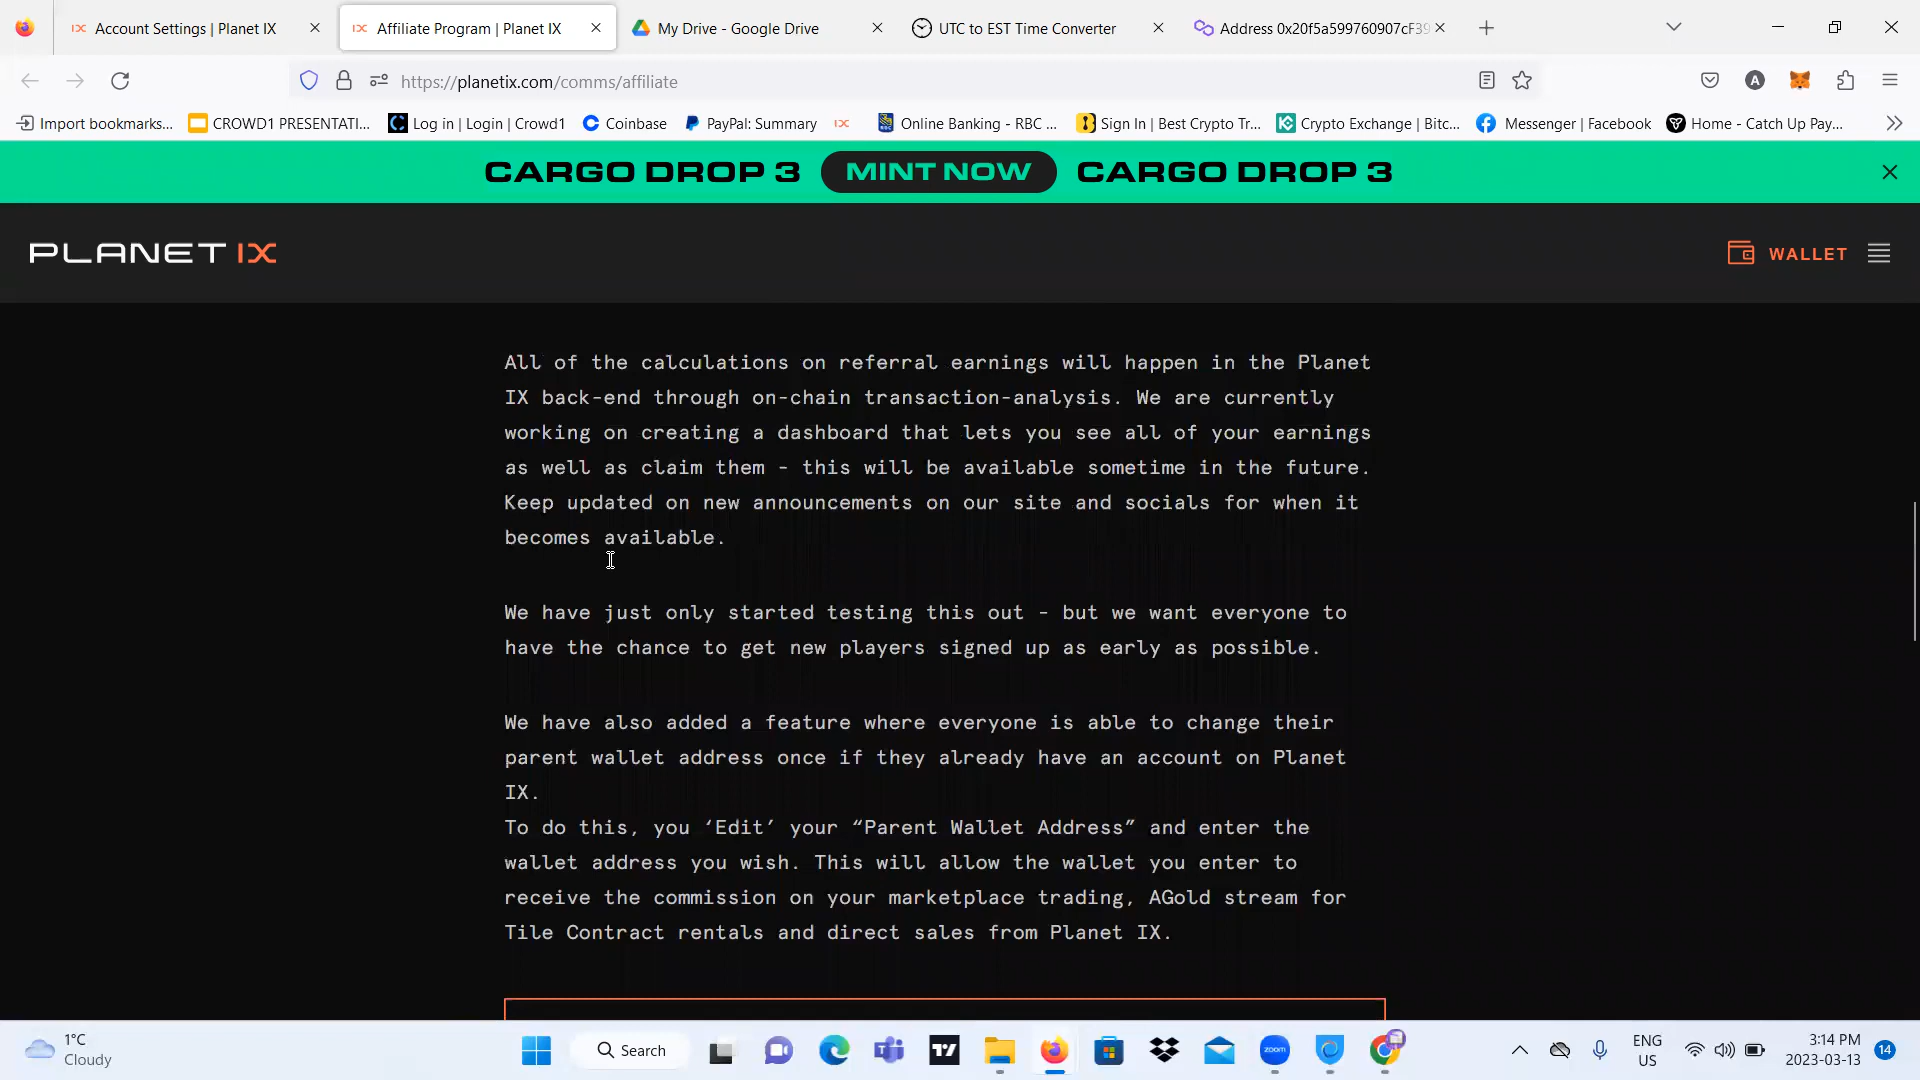 Account Settings | Planet IX
Affiliate Program | Planet IX
My Drive - Google Drive
UTC to EST Time Converter
Address 0x20f5a599760907cF39
https://planetix.com/comms/affiliate
A
Import bookmarks...
CROWD1 PRESENTATI...
Log in | Login | Crowd1
Coinbase
PayPal: Summary
Online Banking - RBC ...
Sign In | Best Crypto Tr...
Crypto Exchange | Bitc...
Messenger | Facebook
Home - Catch Up Pay...
CARGO DROP 3 MINT NOW CARGO DROP 3
PLANET IX
WALLET
All of the calculations on referral earnings will happen in the Planet
IX back-end through on-chain transaction-analysis. We are currently
working on creating a dashboard that lets you see all of your earnings
as well as claim them - this will be available sometime in the future.
Keep updated on new announcements on our site and socials for when it
becomes available.
We have just only started testing this out - but we want everyone to
have the chance to get new players signed up as early as possible.
We have also added a feature where everyone is able to change their
parent wallet address once if they already have an account on Planet
IX.
To do this, you ‘Edit’ your “Parent Wallet Address” and enter the
wallet address you wish. This will allow the wallet you enter to
receive the commission on your marketplace trading, AGold stream for
Tile Contract rentals and direct sales from Planet IX.
1°C
Cloudy
Search
zoom
ENG
US
3:14 PM
2023-03-13
14